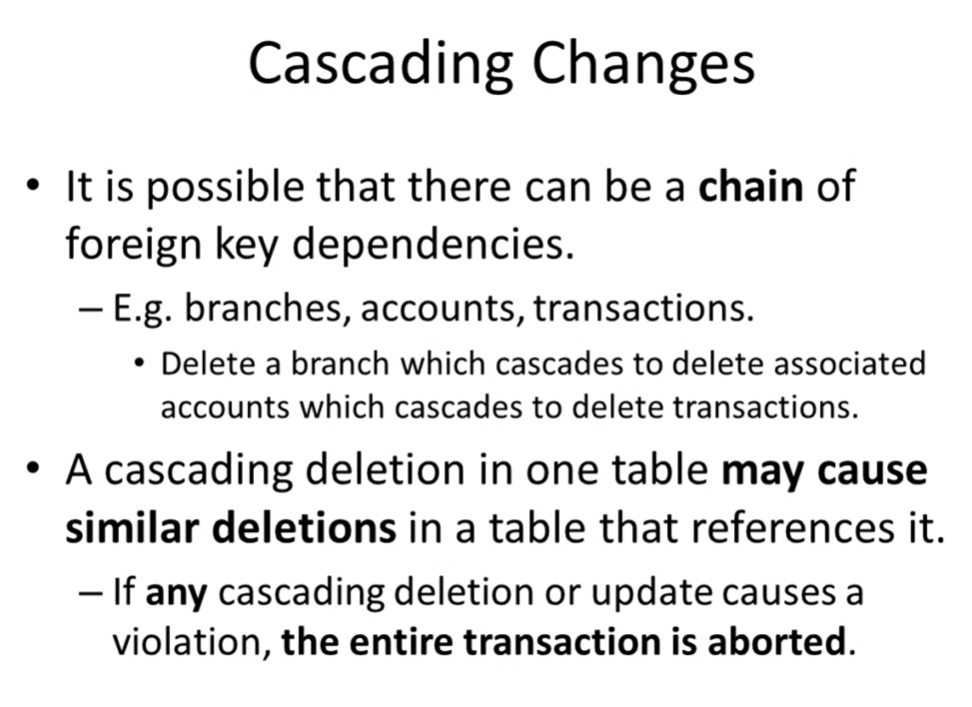 Cascading Changes
• It is possible that there can be a chain of
foreign key dependencies.
– E.g. branches, accounts, transactions.
• Delete a branch which cascades to delete associated
accounts which cascades to delete transactions.
• A cascading deletion in one table may cause
similar deletions in a table that references it.
– If any cascading deletion or update causes a
violation, the entire transaction is aborted.